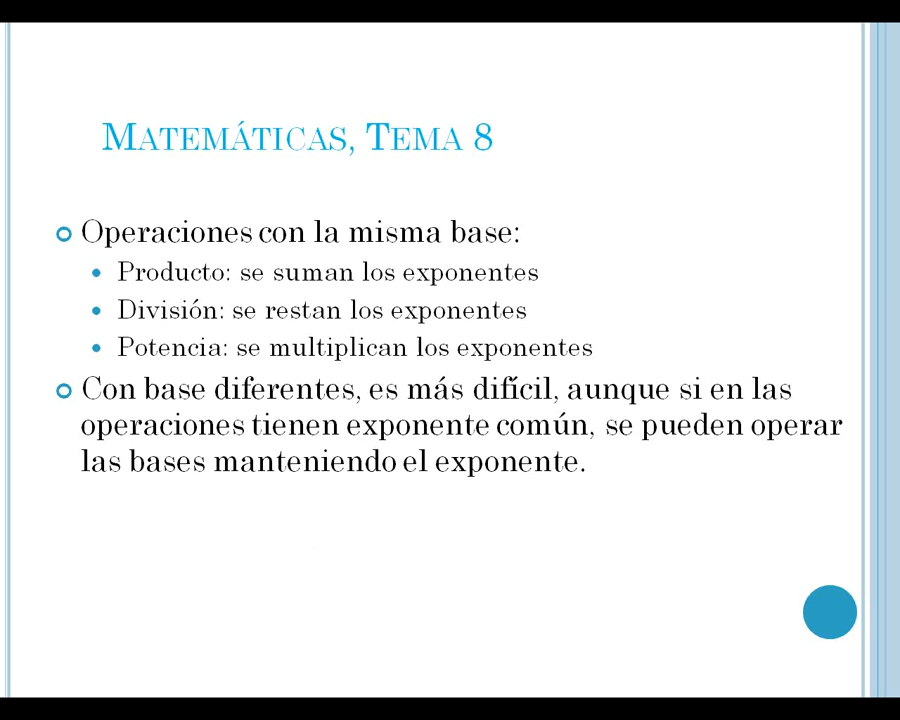 Matemáticas, Tema 8
Operaciones con la misma base:
Producto: se suman los exponentes
División: se restan los exponentes
Potencia: se multiplican los exponentes
Con base diferentes, es más difícil, aunque si en las
operaciones tienen exponente común, se pueden operar
las bases manteniendo el exponente.